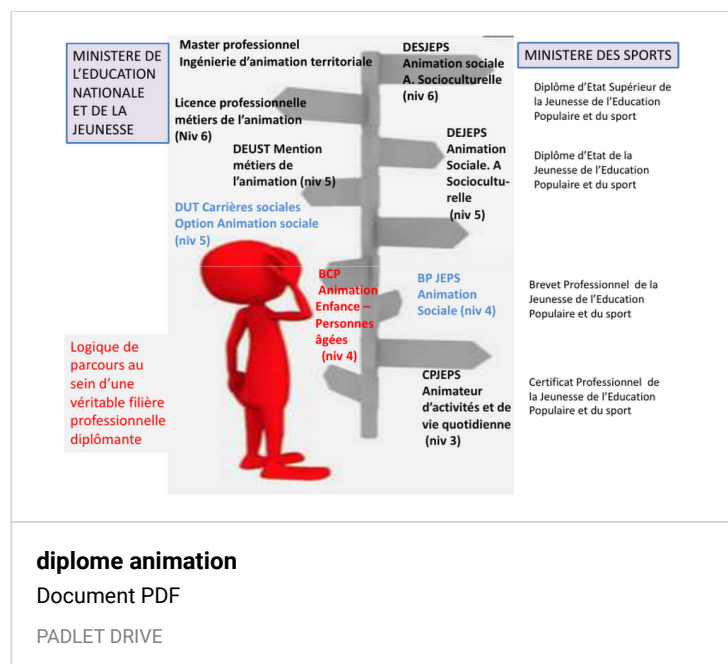 MINISTERE DE
L’EDUCATION
NATIONALE
ET DE LA
JEUNESSE
Master professionnel
Ingénierie d’animation territoriale
Licence professionnelle
métiers de l’animation
(Niv 6)
DEUST Mention
métiers de
l’animation (niv 5)
DUT Carrières sociales
Option Animation sociale
(niv 5)
BCP
Animation
Enfance –
Personnes
âgées
(niv 4)
Logique de
parcours au
sein d’une
véritable filière
professionnelle
diplômante
DESJEPS
Animation sociale
A. Socioculturelle
(niv 6)
DEJEPS
Animation
Sociale. A
Sociocultu-
relle
(niv 5)
BP JEPS
Animation
Sociale (niv 4)
CPJEPS
Animateur
d’activités et de
vie quotidienne
(niv 3)
MINISTERE DES SPORTS
Diplôme d’Etat Supérieur de
la Jeunesse de l’Education
Populaire et du sport
Diplôme d’Etat de la
Jeunesse de l’Education
Populaire et du sport
Brevet Professionnel de la
Jeunesse de l’Education
Populaire et du sport
Certificat Professionnel de
la Jeunesse de l’Education
Populaire et du sport
diplome animation
Document PDF
PADLET DRIVE